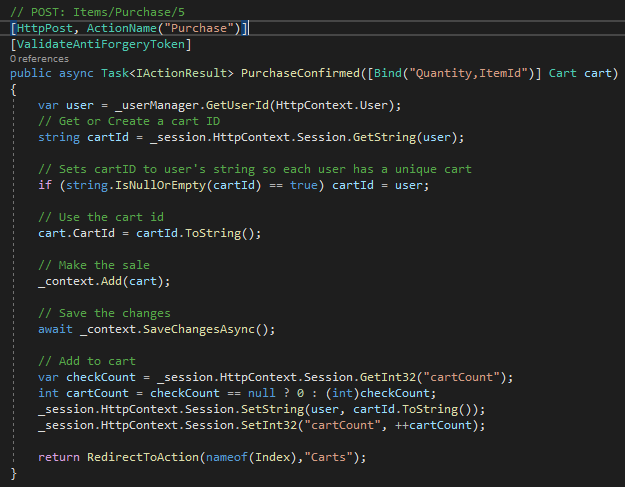 // POST: Items/Purchase/5
[HttpPost, ActionName("Purchase")]
[ValidateAntiForgeryToken]
0 references
public async Task<IActionResult> PurchaseConfirmed([Bind("Quantity,ItemId")] Cart cart)
{
    var user = _userManager.GetUserId(HttpContext.User);
    // Get or Create a cart ID
    string cartId = _session.HttpContext.Session.GetString(user);

    // Sets cartID to user's string so each user has a unique cart
    if (string.IsNullOrEmpty(cartId) == true) cartId = user;

    // Use the cart id
    cart.CartId = cartId.ToString();

    // Make the sale
    _context.Add(cart);

    // Save the changes
    await _context.SaveChangesAsync();

    // Add to cart
    var checkCount = _session.HttpContext.Session.GetInt32("cartCount");
    int cartCount = checkCount == null ? 0 : (int)checkCount;
    _session.HttpContext.Session.SetString(user, cartId.ToString());
    _session.HttpContext.Session.SetInt32("cartCount", ++cartCount);

    return RedirectToAction(nameof(Index),"Carts");
}